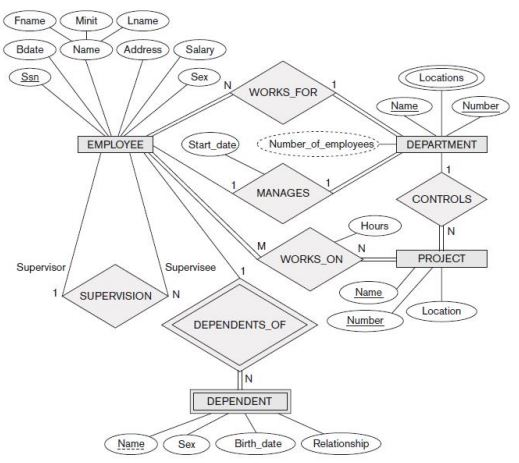 Fname
Minit
Lname
Bdate
Name
Address
Salary
Ssn
Sex
N
1
WORKS_FOR
Locations
Name
Number
EMPLOYEE
Start_date
Number_of_employees
DEPARTMENT
1
MANAGES
1
1
CONTROLS
Hours
M
WORKS_ON
N
N
PROJECT
Supervisor
Supervisee
1
SUPERVISION
N
1
Name
Number
Location
DEPENDENTS_OF
N
DEPENDENT
Name
Sex
Birth_date
Relationship